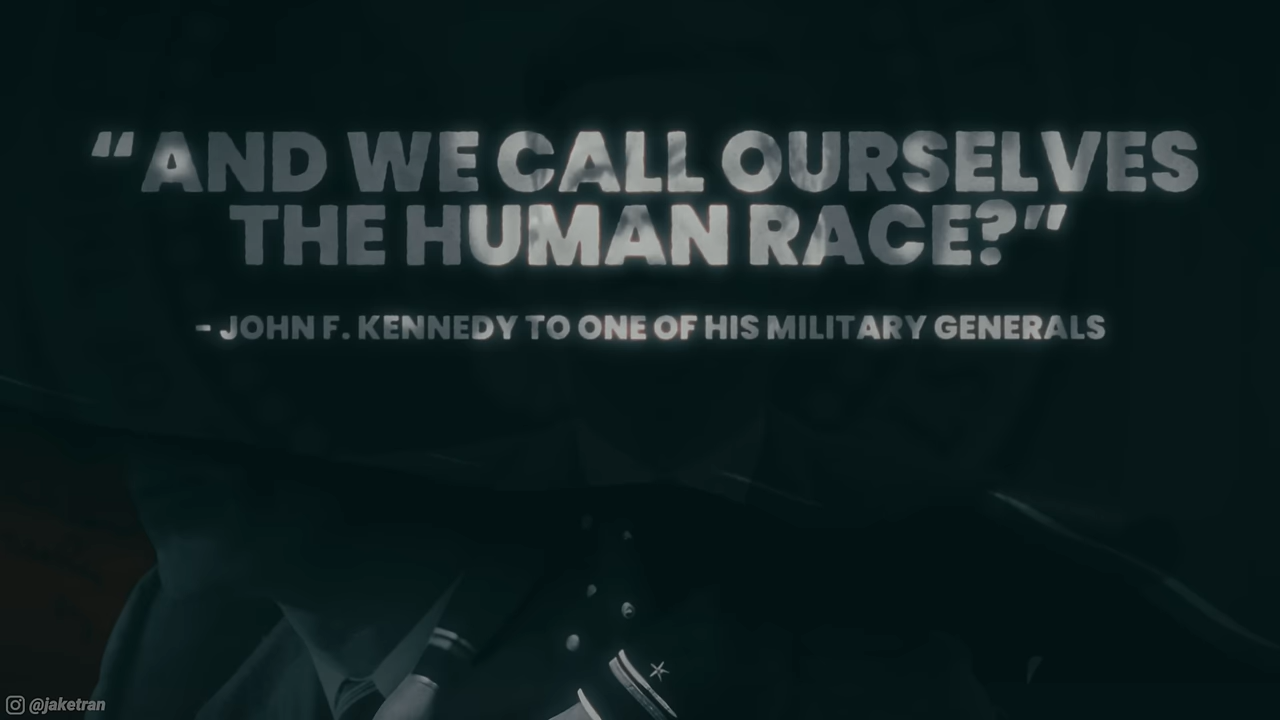 “AND WE CALL OURSELVES
THE HUMAN RACE?”
- JOHN F. KENNEDY TO ONE OF HIS MILITARY GENERALS
@jaketran